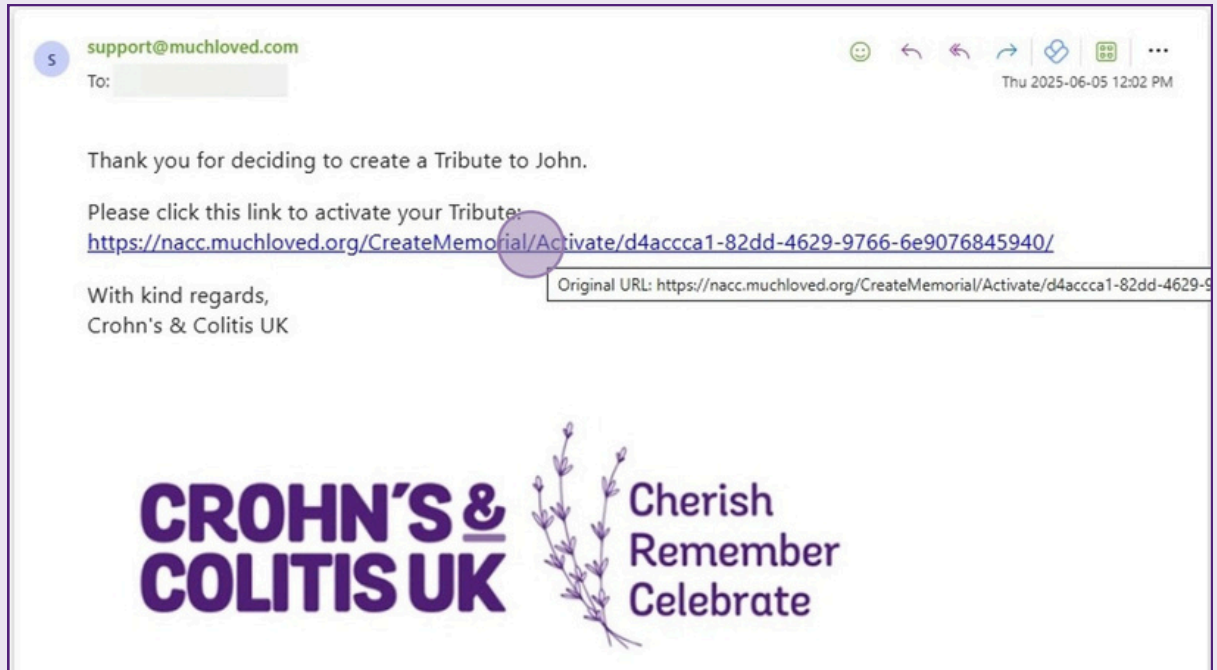 S
support@muchloved.com
To:
Thu 2025-06-05 12:02 PM
Thank you for deciding to create a Tribute to John.
Please click this link to activate your Tribute:
https://nacc.muchloved.org/CreateMemorial/Activate/d4accca1-82dd-4629-9766-6e9076845940/
Original URL: https://nacc.muchloved.org/CreateMemorial/Activate/d4accca1-82dd-4629-9
With kind regards,
Crohn's & Colitis UK
CROHN'S &
COLITIS UK
Cherish
Remember
Celebrate